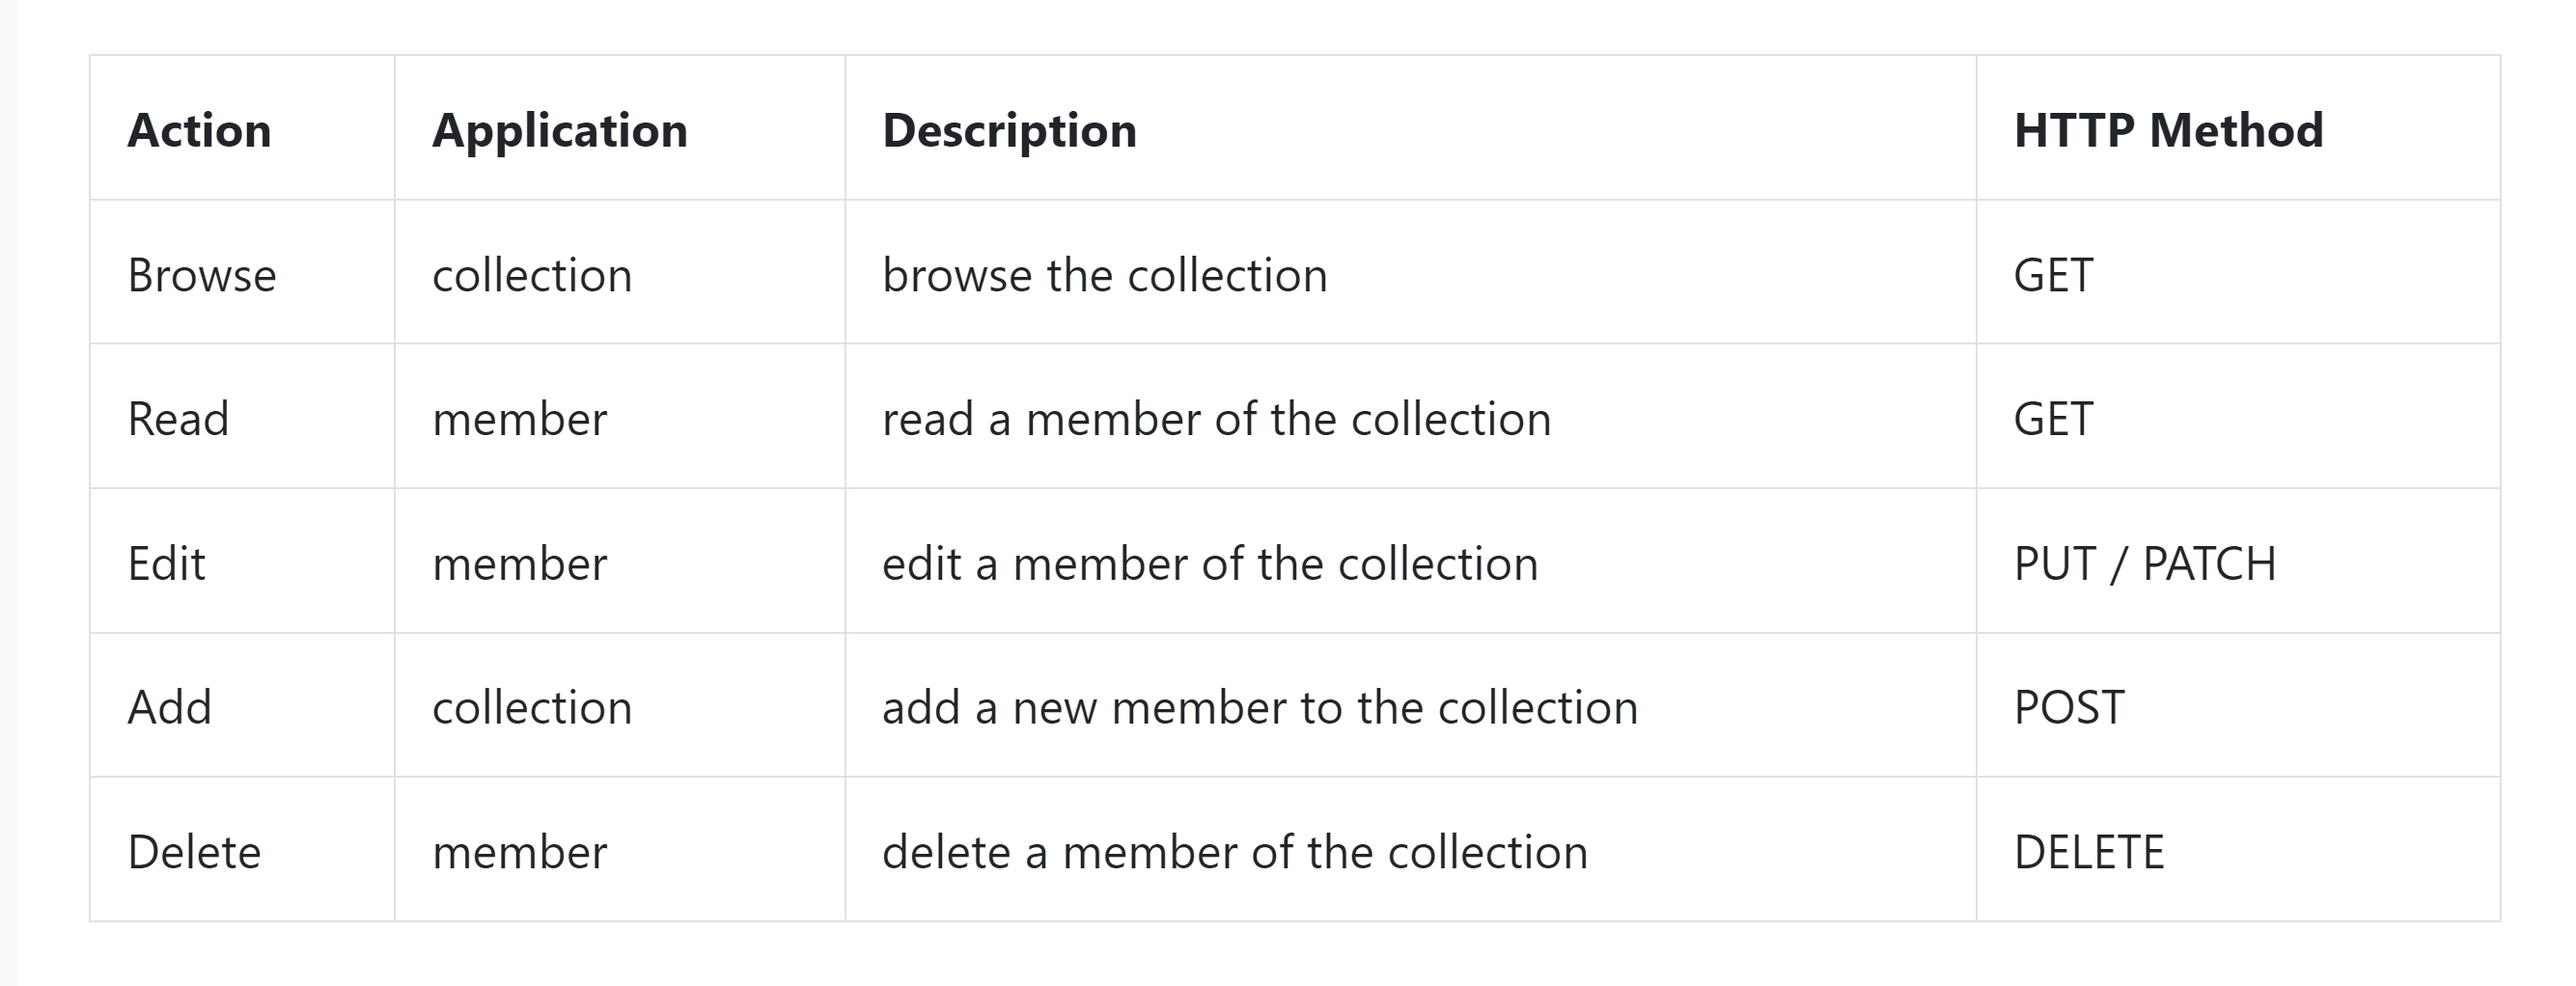 Action Application Description HTTP Method
Browse collection browse the collection GET
Read member read a member of the collection GET
Edit member edit a member of the collection PUT / PATCH
Add collection add a new member to the collection POST
Delete member delete a member of the collection DELETE